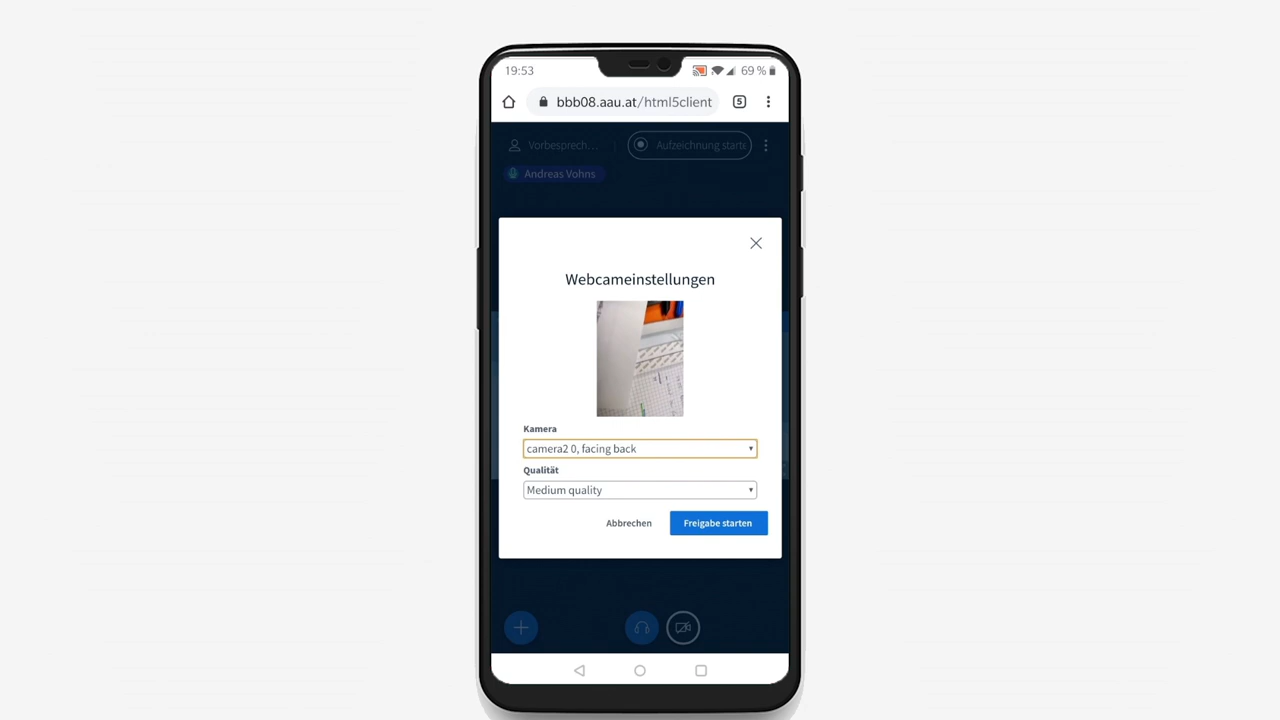 19:53
69 %
bbb08.aau.at/html5client
5
Vorbesprech...
Aufzeichnung starte
Andreas Vohns
Webcameinstellungen
Kamera
camera2 0, facing back
Qualität
Medium quality
Abbrechen
Freigabe starten